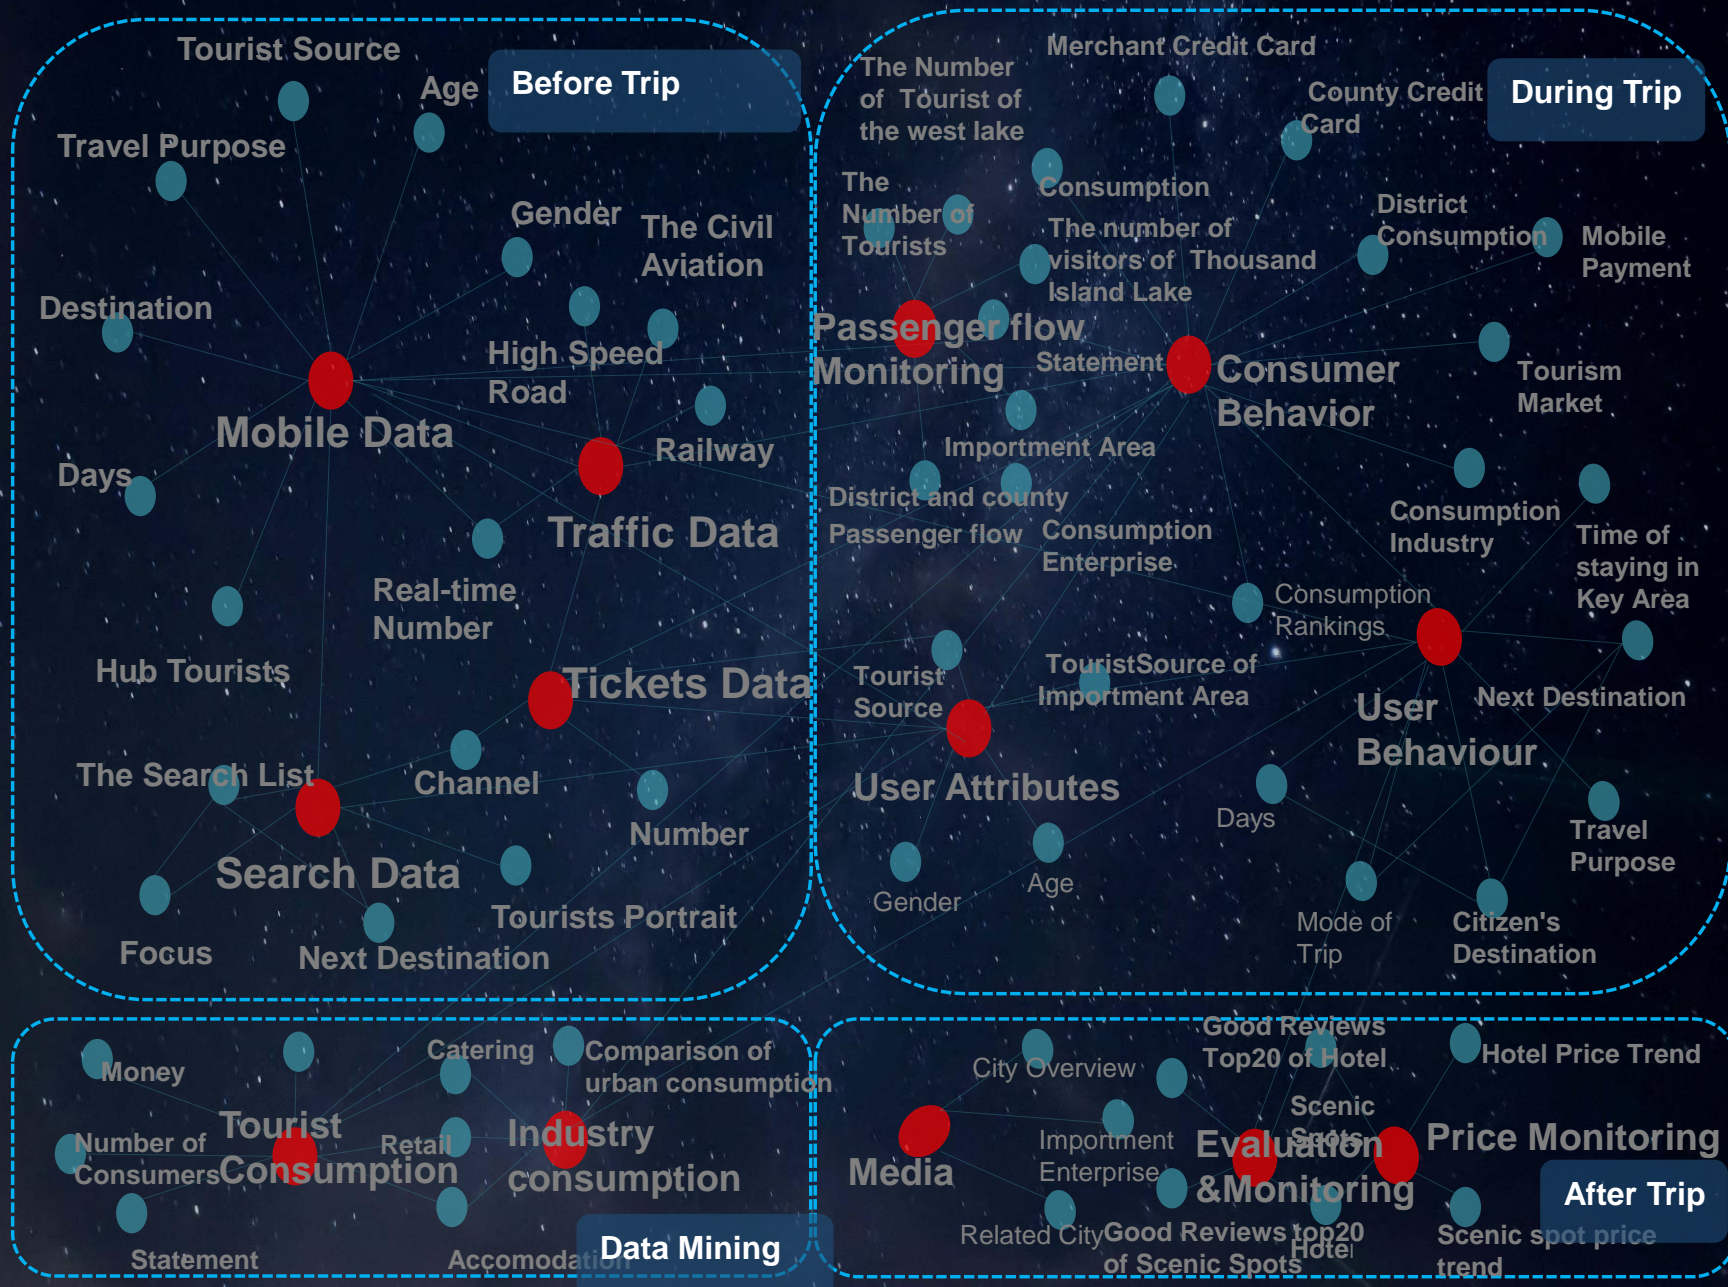 Tourist Source
Age
Before Trip
Travel Purpose
Gender
The Civil
Aviation
Destination
High Speed
Road
Mobile Data
Railway
Days
Traffic Data
Real-time
Number
Hub Tourists
Tickets Data
The Search List
Channel
Number
Search Data
Tourists Portrait
Focus
Next Destination
Merchant Credit Card
The Number
of Tourist of
the west lake
County Credit
Card
During Trip
The
Number of
Tourists
Consumption
The number of
visitors of Thousand
Island Lake
District
Consumption
Mobile
Payment
Passenger flow
Monitoring
Statement
Consumer
Behavior
Tourism
Market
Importment Area
District and county
Passenger flow
Consumption
Enterprise
Consumption
Industry
Time of
staying in
Key Area
Consumption
Rankings
Tourist
Source
TouristSource of
Importment Area
User
Behaviour
Next Destination
User Attributes
Days
Travel
Purpose
Gender
Age
Mode of
Trip
Citizen's
Destination
Money
Catering
Comparison of
urban consumption
Number of
Consumers
Tourist
Consumption
Retail
Industry
consumption
Statement
Accomodation
Data Mining
City Overview
Good Reviews
Top20 of Hotel
Hotel Price Trend
Scenic
Spots
Importment
Enterprise
Evaluation
&Monitoring
Price Monitoring
Media
After Trip
Related City
Good Reviews top20
of Scenic Spots
Hotel
Scenic spot price
trend